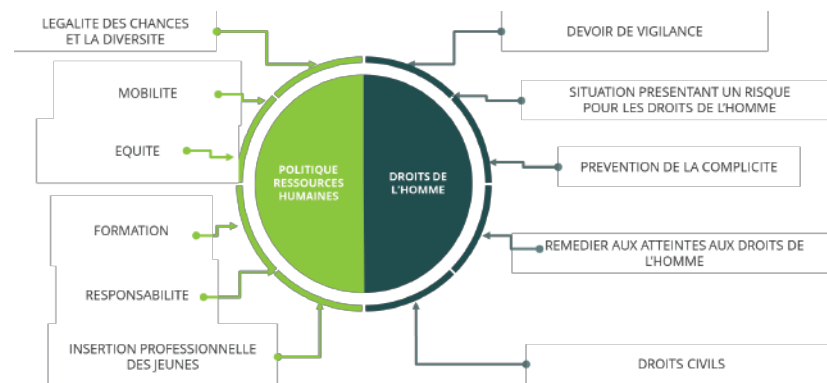 LEGALITE DES CHANCES
ET LA DIVERSITE
MOBILITE
EQUITE
FORMATION
RESPONSABILITE
INSERTION PROFESSIONNELLE
DES JEUNES
POLITIQUE
RESSOURCES
HUMAINES
DROITS DE
L'HOMME
DEVOIR DE VIGILANCE
SITUATION PRESENTANT UN RISQUE
POUR LES DROITS DE L'HOMME
PREVENTION DE LA COMPLICITE
REMEDIER AUX ATTEINTES AUX DROITS DE
L'HOMME
DROITS CIVILS